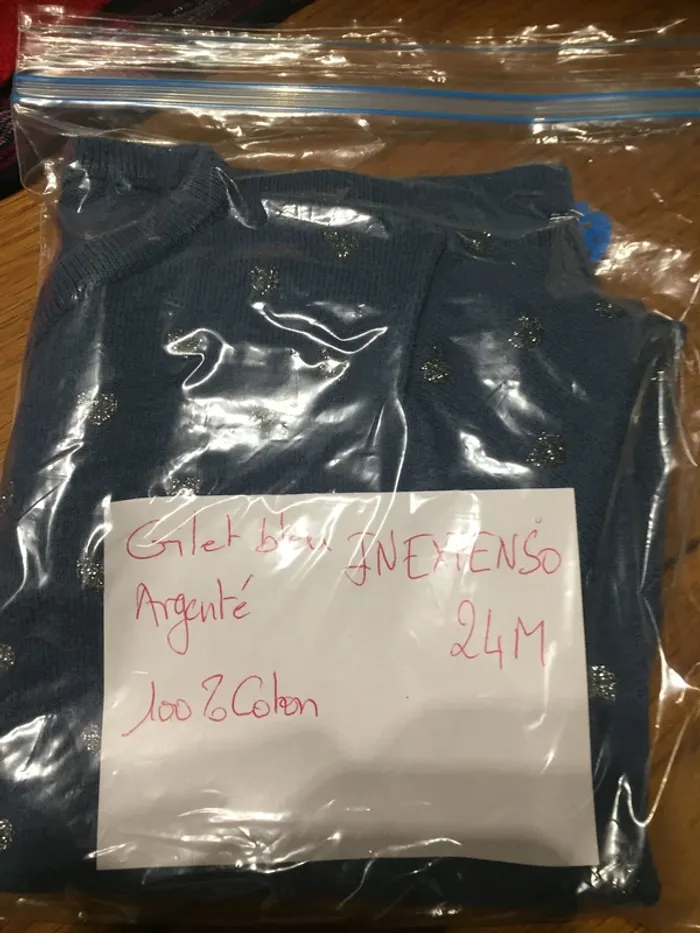 Gilet bleu INEXTENSO
Argenté 24M
100% Coton